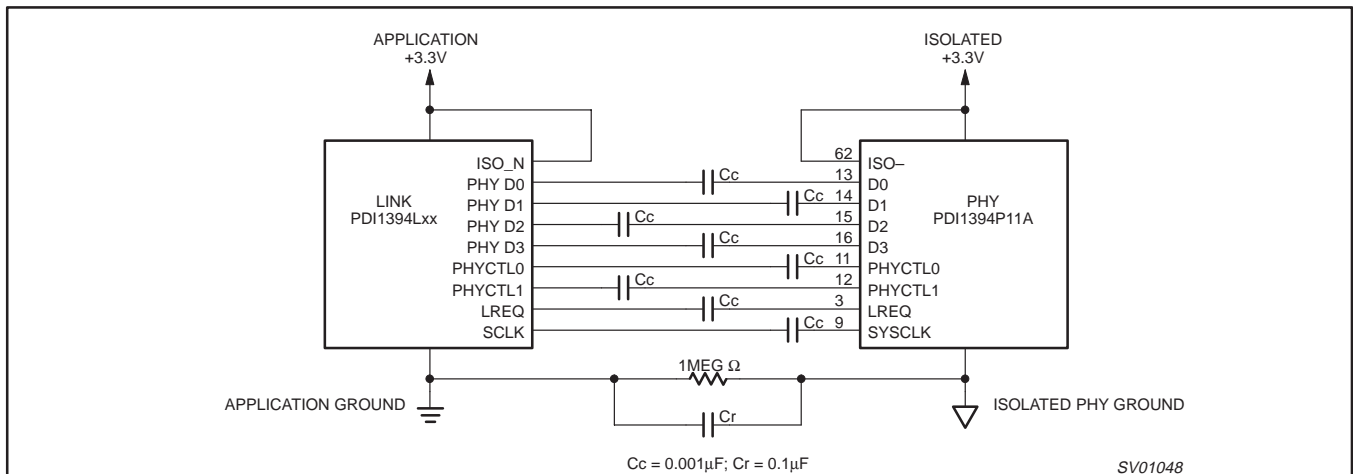 APPLICATION
+3.3V
ISOLATED
+3.3V
ISO_N
62
ISO–
PHY D0
Cc
13
D0
LINK
PDI1394Lxx
PHY D1
Cc
14
D1
PHY
PDI1394P11A
PHY D2
Cc
15
D2
PHY D3
Cc
16
D3
PHYCTL0
Cc
11
PHYCTL0
PHYCTL1
Cc
12
PHYCTL1
LREQ
Cc
3
LREQ
SCLK
Cc
9
SYSCLK
1MEG Ω
APPLICATION GROUND
ISOLATED PHY GROUND
Cr
Cc = 0.001µF; Cr = 0.1µF
SV01048